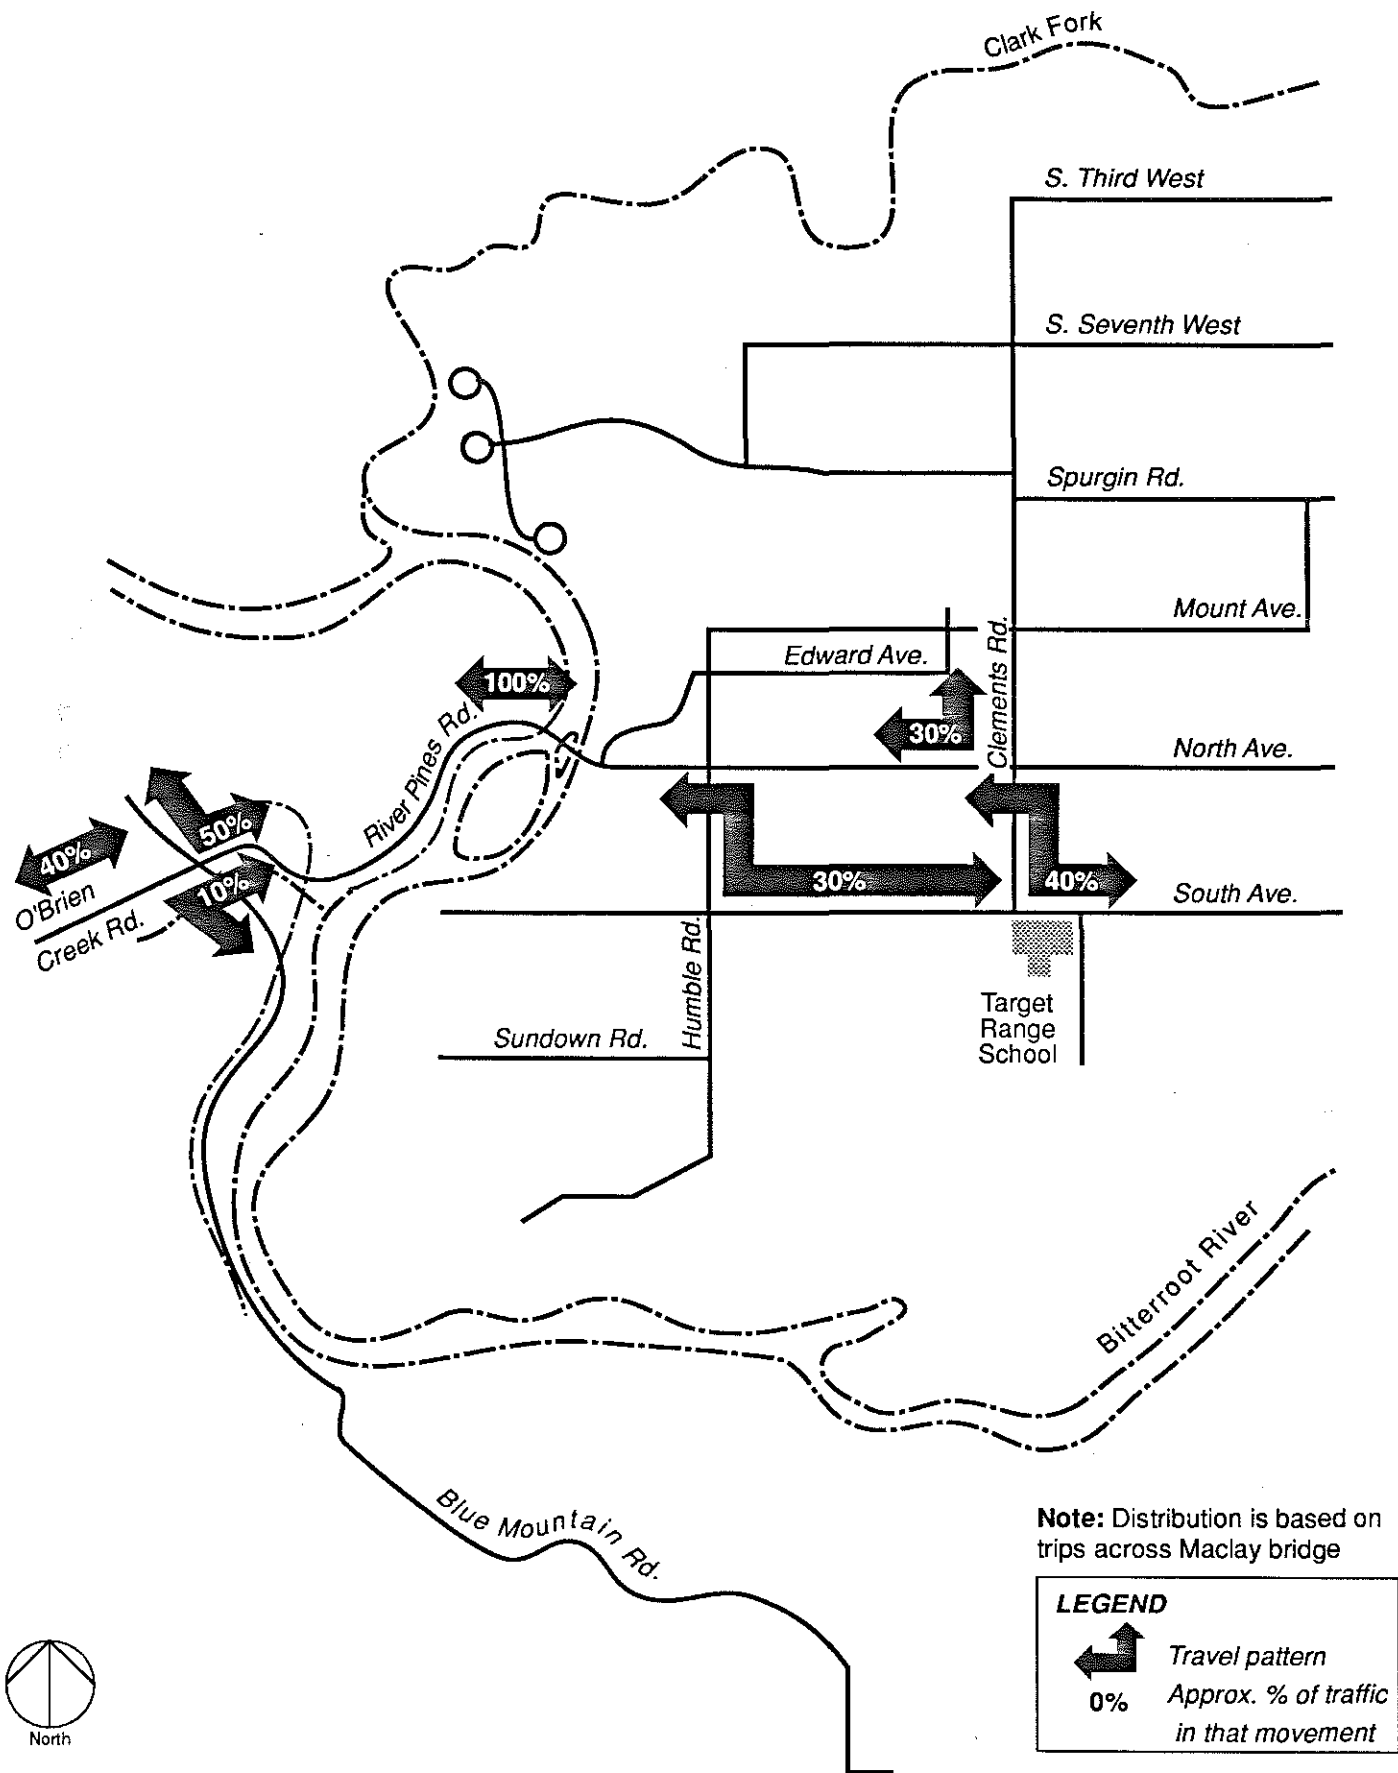 Clark Fork
S. Third West
S. Seventh West
Spurgin Rd.
Mount Ave.
Edward Ave.
Clements Rd.
100%
River Pines Rd.
30%
North Ave.
50%
40%
10%
O'Brien
Creek Rd.
30%
40%
South Ave.
Humble Rd.
Target
Range
School
Sundown Rd.
Bitterroot River
Blue Mountain Rd.
Note: Distribution is based on
trips across Maclay bridge
LEGEND
Travel pattern
0%
Approx. % of traffic
in that movement
North